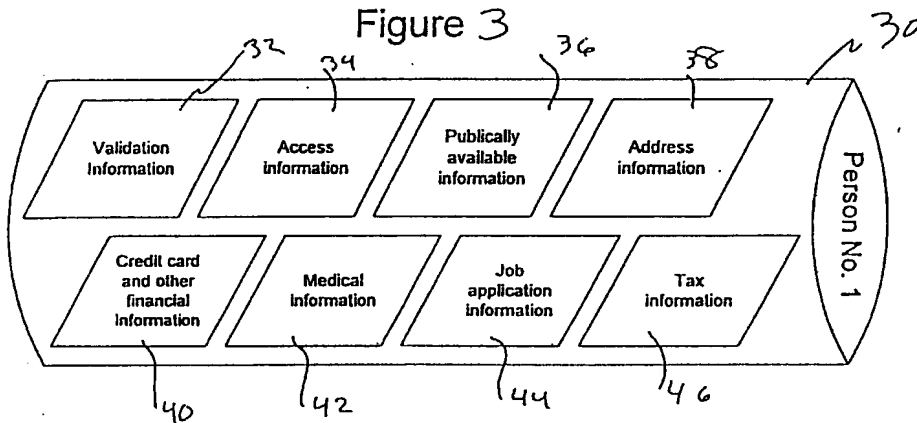 Figure 3
32
34
36
38
30
Validation
Information
Access
information
Publically
available
information
Address
information
Person No. 1
Credit card
and other
financial
Information
Medical
Information
Job
application
information
Tax
information
40
42
44
46